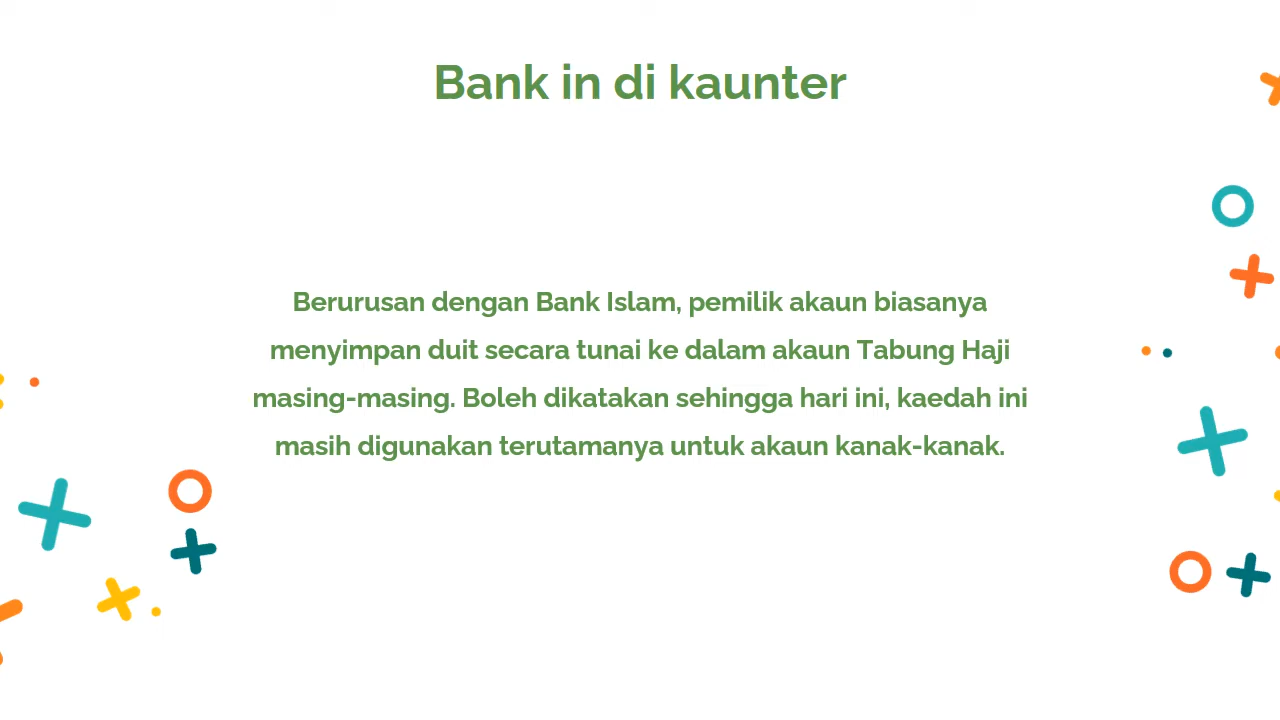 Bank in di kaunter
Berurusan dengan Bank Islam, pemilik akaun biasanya
menyimpan duit secara tunai ke dalam akaun Tabung Haji
masing-masing. Boleh dikatakan sehingga hari ini, kaedah ini
masih digunakan terutamanya untuk akaun kanak-kanak.